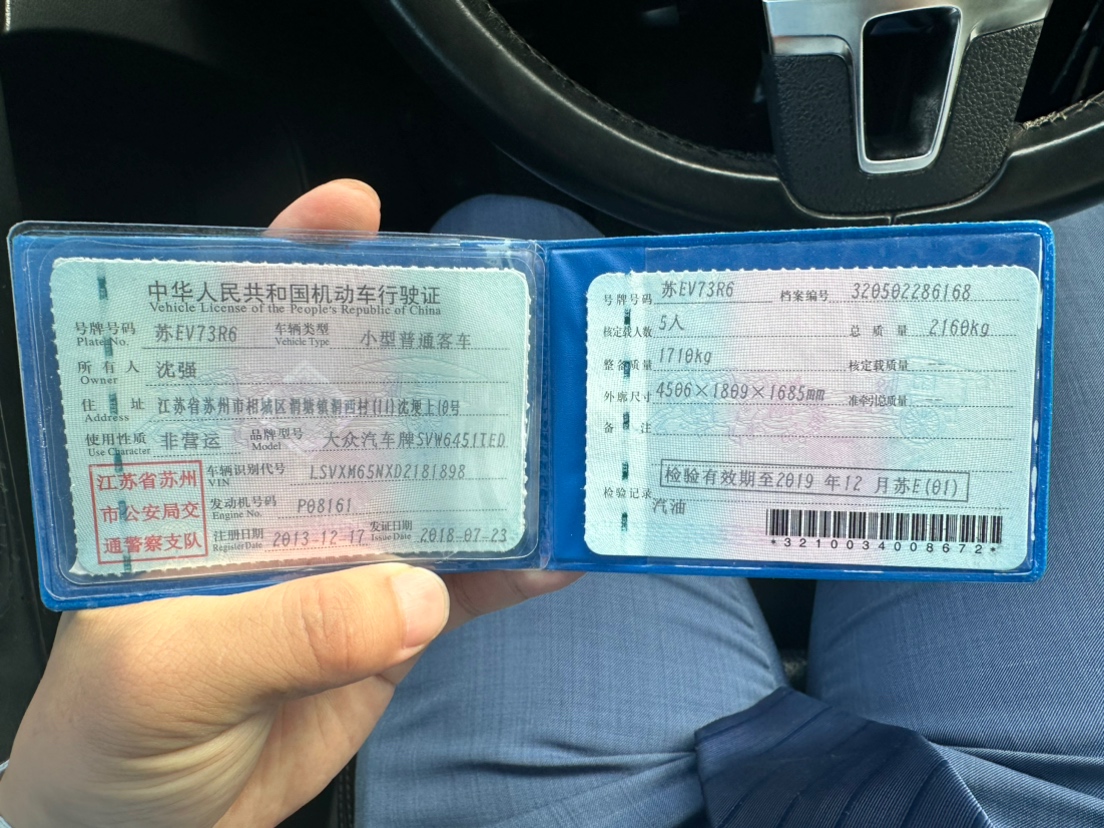 中华人民共和国机动车行驶证
Vehicle License of the People's Republic of China
号牌号码 苏EV73R6 车辆类型 小型普通客车
Plate No. Vehicle Type
所有人 沈强
Owner
住址 江苏省苏州市相城区 镇 西村(11)沈埂上(0号
Address
使用性质 非营运 品牌型号 大众汽车牌SVW6451TED
Use Character Model
江苏省苏州
市公安局交
通警察支队
车辆识别代号 LSVXM65NXD2181898
VIN
发动机号码 P08161
Engine No.
注册日期 2013-12-17 发证日期 2018-07-23
Register Date Issue Date
号牌号码 苏EV73R6 档案编号 320502286168
核定载人数 5人 总质量 2160kg
整备质量 1710kg 核定载质量 --
外廓尺寸 4506×1809×1685mm 准牵引总质量 --
备注
检验有效期至2019 年12 月苏E(01)
检验记录
汽油
*3210034008672*